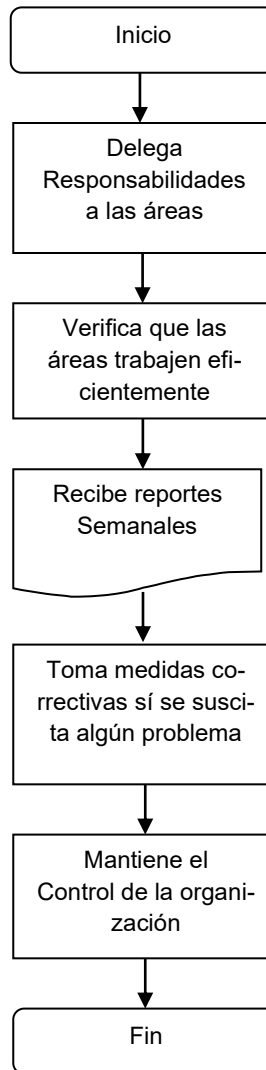 Inicio
Delega
Responsabilidades
a las áreas
Verifica que las
áreas trabajen efi-
cientemente
Recibe reportes
Semanales
Toma medidas co-
rrectivas sí se susci-
ta algún problema
Mantiene el
Control de la organi-
zación
Fin